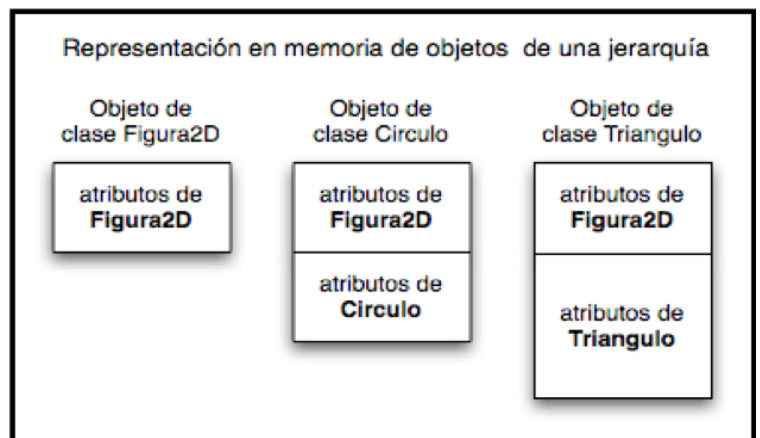 Representación en memoria de objetos de una jerarquía
Objeto de
clase Figura2D
atributos de
Figura2D
Objeto de
clase Circulo
atributos de
Figura2D
atributos de
Circulo
Objeto de
clase Triangulo
atributos de
Figura2D
atributos de
Triangulo